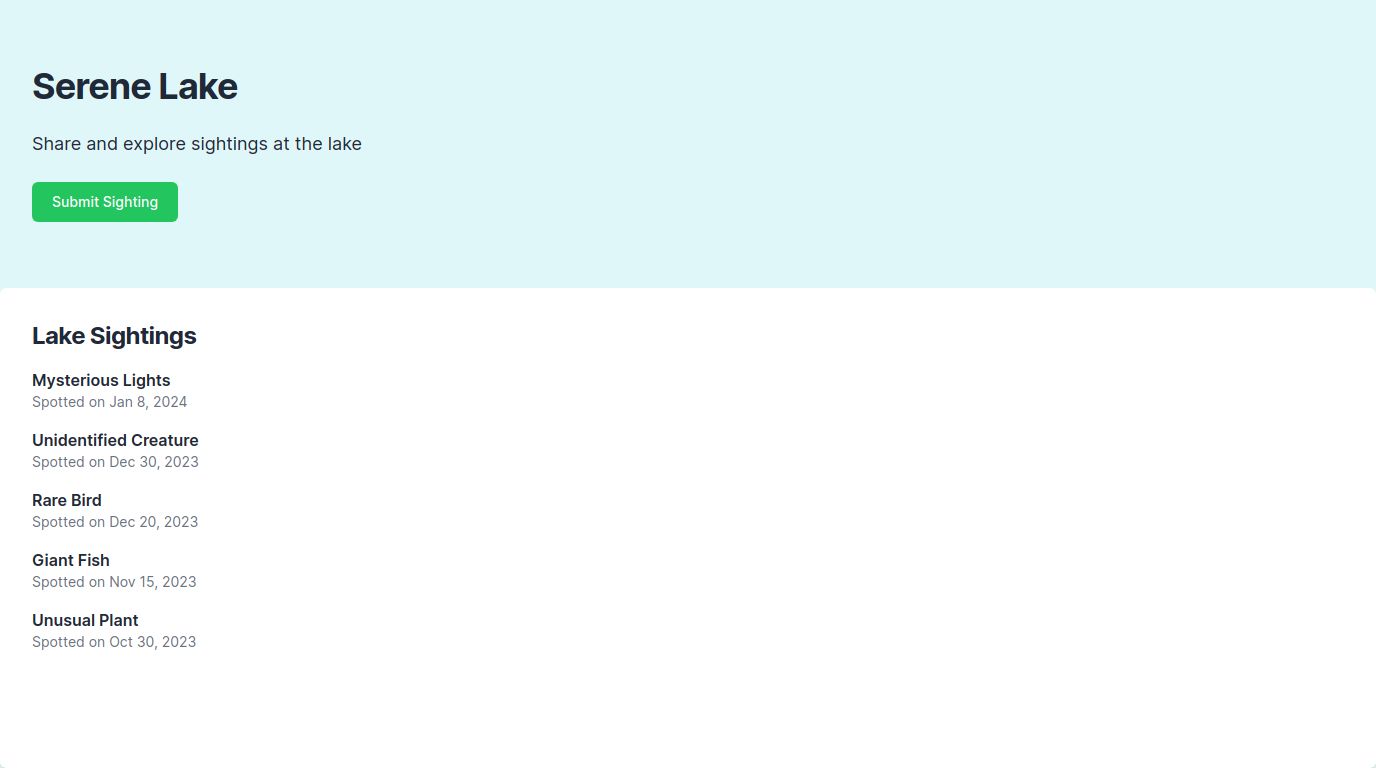 Serene Lake
Share and explore sightings at the lake
Submit Sighting
Lake Sightings
Mysterious Lights
Spotted on Jan 8, 2024
Unidentified Creature
Spotted on Dec 30, 2023
Rare Bird
Spotted on Dec 20, 2023
Giant Fish
Spotted on Nov 15, 2023
Unusual Plant
Spotted on Oct 30, 2023